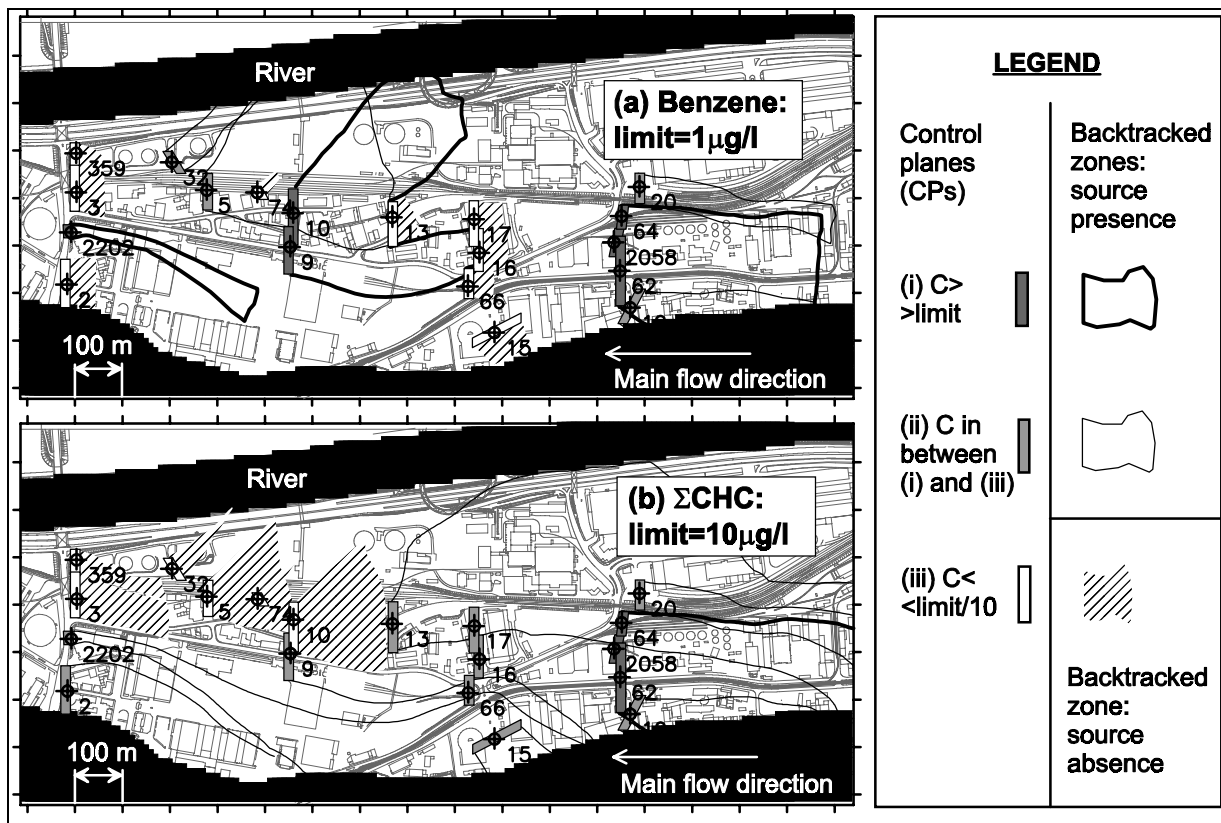 River
(a) Benzene:
limit=1µg/l
359
32
3
5
74
10
13
17
20
64
2202
9
16
2058
62
66
2
15
100 m
Main flow direction
River
(b) ΣCHC:
limit=10µg/l
359
32
3
5
74
10
13
17
20
64
2202
9
16
2058
62
66
2
15
100 m
Main flow direction
LEGEND
Control
planes
(CPs)
Backtracked
zones:
source
presence
(i) C>
>limit
(ii) C in
between
(i) and (iii)
(iii) C<
<limit/10
Backtracked
zone:
source
absence